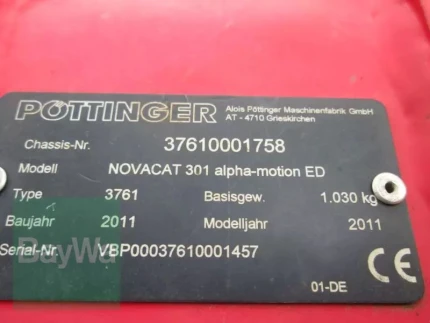 PÖTTINGER
Alois Pöttinger Maschinenfabrik GmbH
AT - 4710 Grieskirchen
Chassis-Nr. 37610001758
Modell NOVACAT 301 alpha-motion ED
Type 3761 Basisgew. 1.030 kg
Baujahr 2011 Modelljahr 2011
Serial-Nr. VBP00037610001457
BayWa
01-DE CE